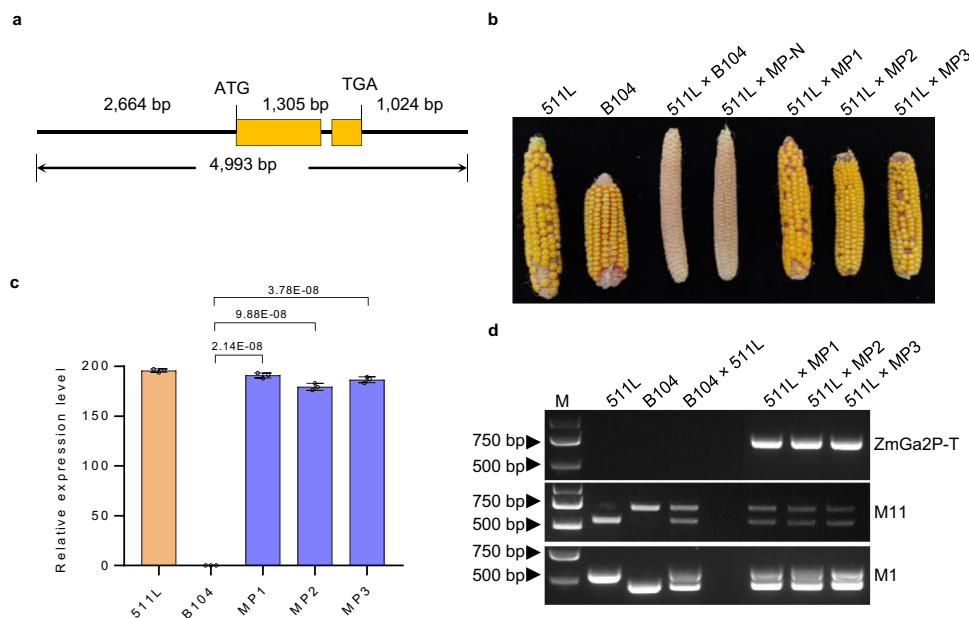 a
ATG
TGA
2,664 bp
1,305 bp
1,024 bp
4,993 bp
b
511L
B104
511L × B104
511L × MP-N
511L × MP1
511L × MP2
511L × MP3
c
3.78E-08
9.88E-08
2.14E-08
Relative expression level
200
150
100
50
0
511L
B104
MP1
MP2
MP3
d
M
511L
B104
B104 × 511L
511L × MP1
511L × MP2
511L × MP3
750 bp
500 bp
ZmGa2P-T
750 bp
500 bp
M11
750 bp
500 bp
M1